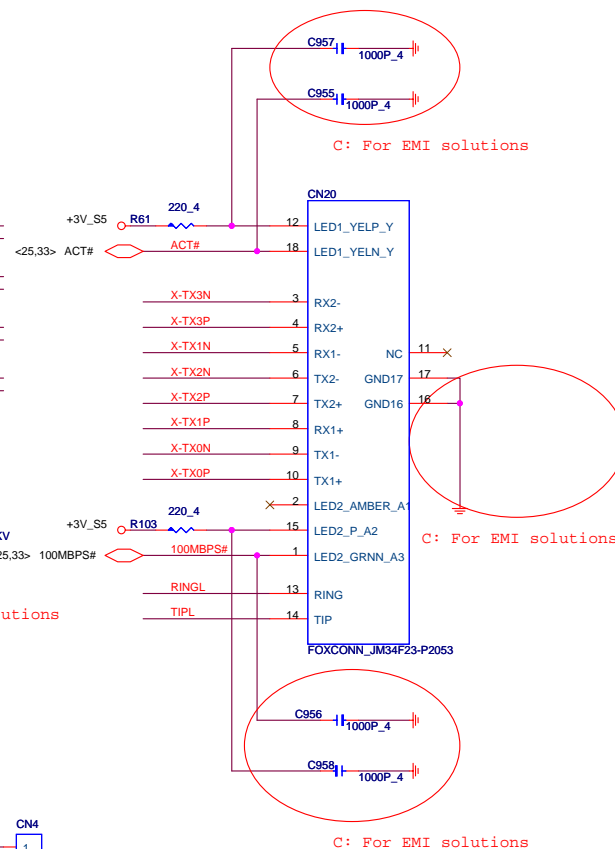 C957
1000P_4
C955
1000P_4
C: For EMI solutions
CN20
+3V_S5 R61 220_4 12 LED1_YELP_Y
<25,33> ACT# ACT# 18 LED1_YELN_Y
X-TX3N 3 RX2-
X-TX3P 4 RX2+
X-TX1N 5 RX1- NC 11
X-TX2N 6 TX2- GND17 17
X-TX2P 7 TX2+ GND16 16
X-TX1P 8 RX1+
X-TX0N 9 TX1-
X-TX0P 10 TX1+
2 LED2_AMBER_A1
+3V_S5 R103 220_4 15 LED2_P_A2
C: For EMI solutions
25,33> 100MBPS# 100MBPS# 1 LED2_GRNN_A3
RINGL 13 RING
utions
TIPL 14 TIP
FOXCONN_JM34F23-P2053
C956
1000P_4
C958
1000P_4
CN4
1
C: For EMI solutions